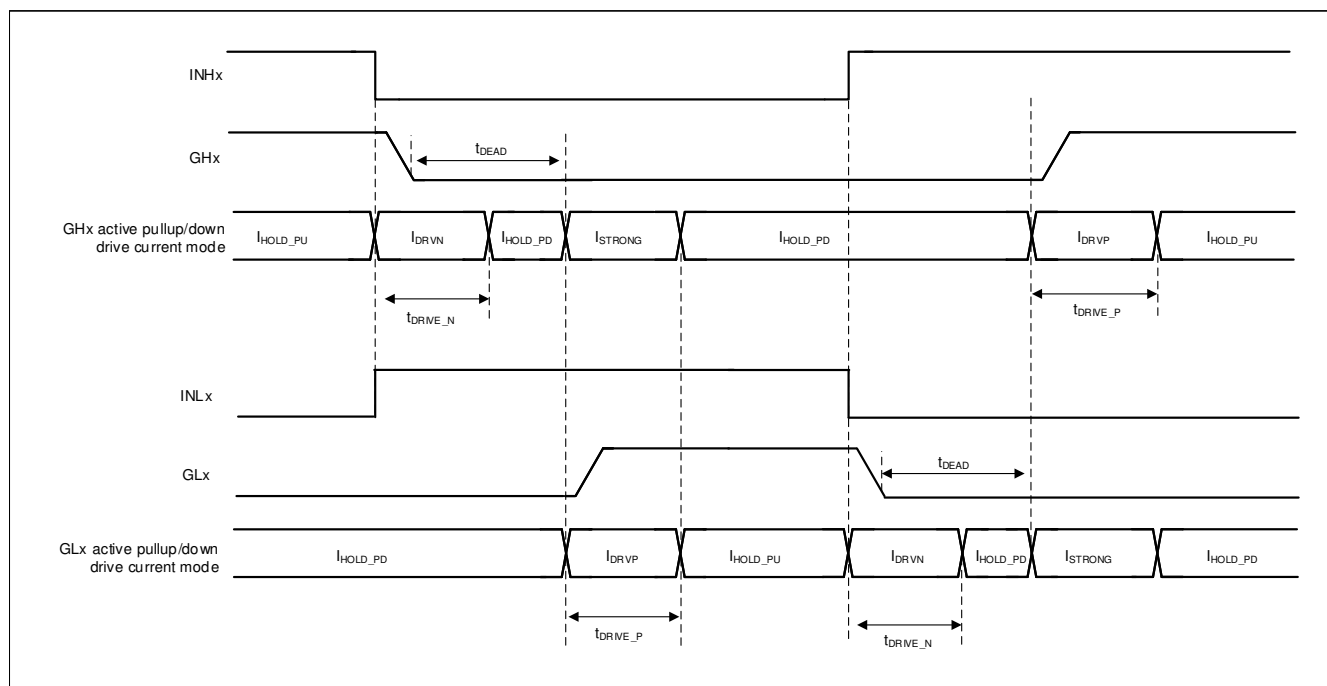 INHx
GHx
tDEAD
GHx active pullup/down
drive current mode
IHOLD_PU IDRVN IHOLD_PD ISTRONG IHOLD_PD IDRVP IHOLD_PU
tDRIVE_N
tDRIVE_P
INLx
GLx
tDEAD
GLx active pullup/down
drive current mode
IHOLD_PD IDRVP IHOLD_PU IDRVN IHOLD_PD ISTRONG IHOLD_PD
tDRIVE_P
tDRIVE_N